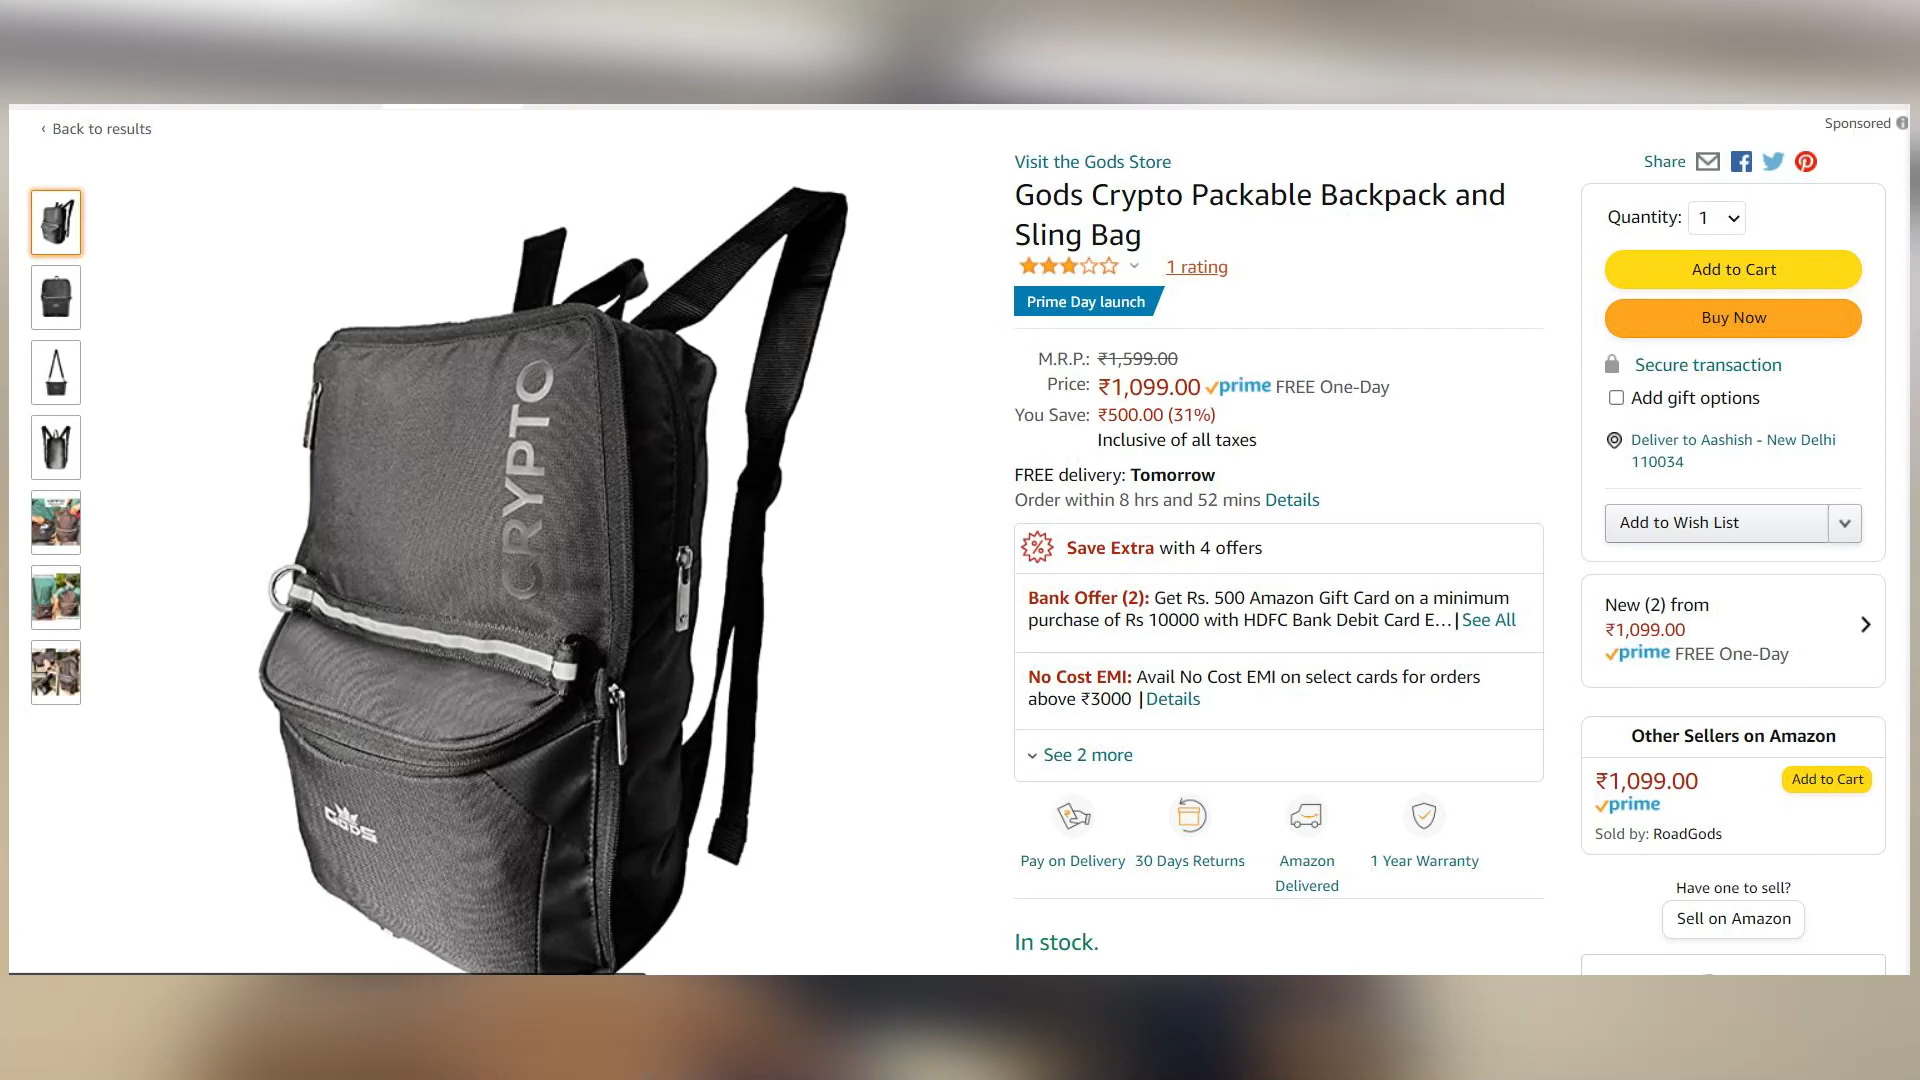 ‹ Back to results
Sponsored
CRYPTO
GODS
Visit the Gods Store
Gods Crypto Packable Backpack and
Sling Bag
1 rating
Prime Day launch
M.R.P.: ₹1,599.00
Price: ₹1,099.00 prime FREE One-Day
You Save: ₹500.00 (31%)
Inclusive of all taxes
FREE delivery: Tomorrow
Order within 8 hrs and 52 mins Details
Save Extra with 4 offers
Bank Offer (2): Get Rs. 500 Amazon Gift Card on a minimum
purchase of Rs 10000 with HDFC Bank Debit Card E... | See All
No Cost EMI: Avail No Cost EMI on select cards for orders
above ₹3000 | Details
See 2 more
Pay on Delivery
30 Days Returns
Amazon
Delivered
1 Year Warranty
In stock.
Share
Quantity: 1
Add to Cart
Buy Now
Secure transaction
Add gift options
Deliver to Aashish - New Delhi
110034
Add to Wish List
New (2) from
₹1,099.00
prime FREE One-Day
Other Sellers on Amazon
₹1,099.00
Add to Cart
prime
Sold by: RoadGods
Have one to sell?
Sell on Amazon